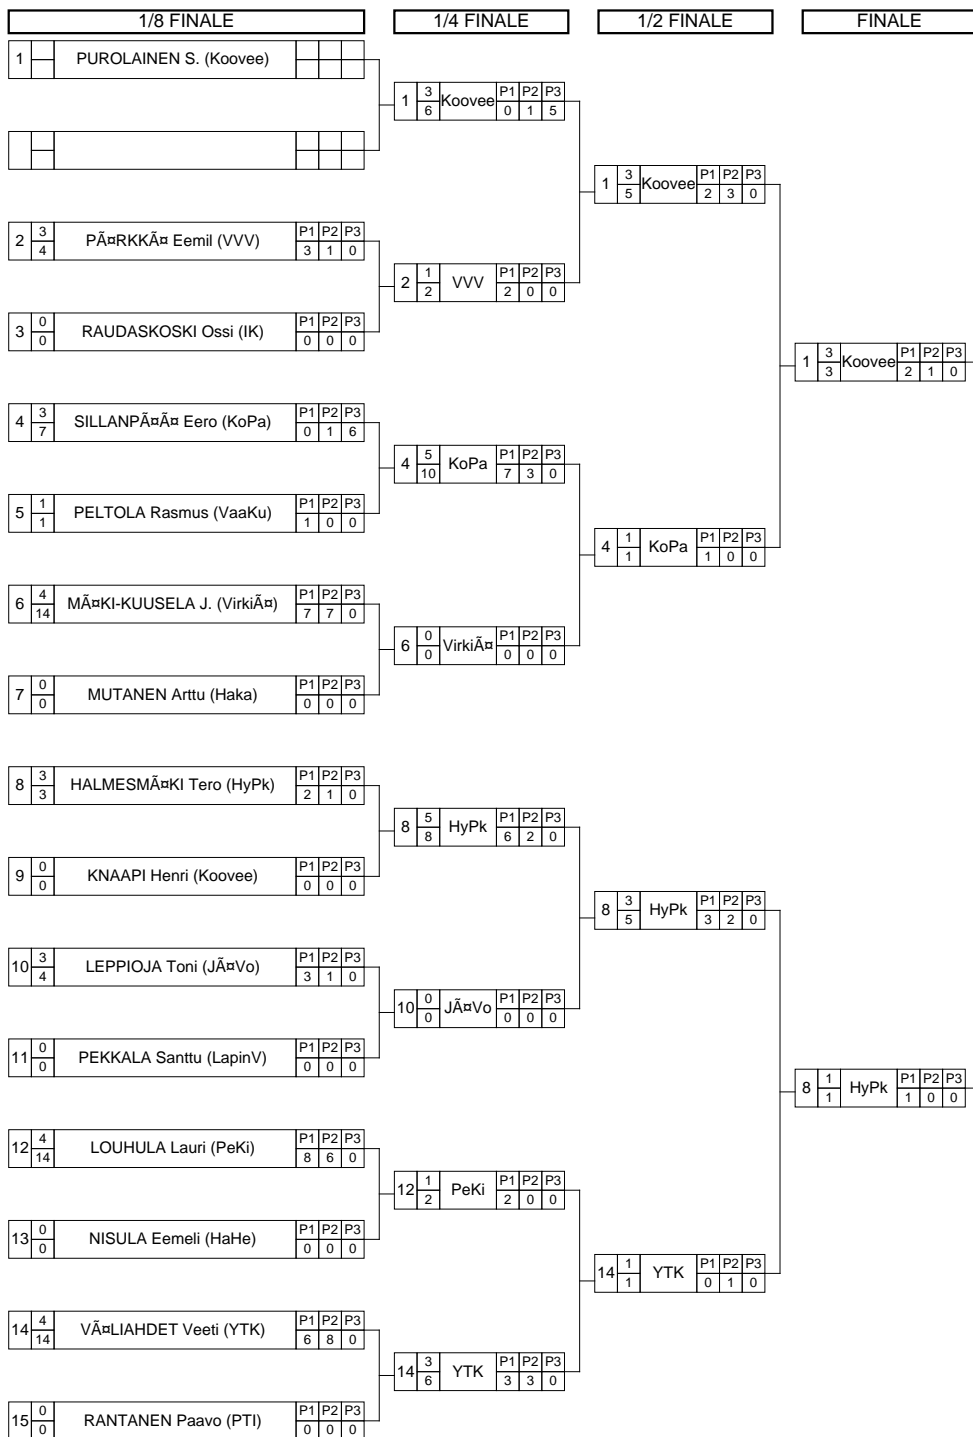 1/8 FINALE
1/4 FINALE
1/2 FINALE
FINALE
1 PUROLAINEN S. (Koovee)
2 3 4 PÃ¤RKKÃ¤ Eemil (VVV) P1 P2 P3 3 1 0
3 0 0 RAUDASKOSKI Ossi (IK) P1 P2 P3 0 0 0
4 3 7 SILLANPÃ¤Ã¤ Eero (KoPa) P1 P2 P3 0 1 6
5 1 1 PELTOLA Rasmus (VaaKu) P1 P2 P3 1 0 0
6 4 14 MÃ¤KI-KUUSELA J. (VirkiÃ¤) P1 P2 P3 7 7 0
7 0 0 MUTANEN Arttu (Haka) P1 P2 P3 0 0 0
8 3 3 HALMESMÃ¤KI Tero (HyPk) P1 P2 P3 2 1 0
9 0 0 KNAAPI Henri (Koovee) P1 P2 P3 0 0 0
10 3 4 LEPPIOJA Toni (JÃ¤Vo) P1 P2 P3 3 1 0
11 0 0 PEKKALA Santtu (LapinV) P1 P2 P3 0 0 0
12 4 14 LOUHULA Lauri (PeKi) P1 P2 P3 8 6 0
13 0 0 NISULA Eemeli (HaHe) P1 P2 P3 0 0 0
14 4 14 VÃ¤LIAHDET Veeti (YTK) P1 P2 P3 6 8 0
15 0 0 RANTANEN Paavo (PTI) P1 P2 P3 0 0 0
1 3 6 Koovee P1 P2 P3 0 1 5
2 1 2 VVV P1 P2 P3 2 0 0
4 5 10 KoPa P1 P2 P3 7 3 0
6 0 0 VirkiÃ¤ P1 P2 P3 0 0 0
8 5 8 HyPk P1 P2 P3 6 2 0
10 0 0 JÃ¤Vo P1 P2 P3 0 0 0
12 1 2 PeKi P1 P2 P3 2 0 0
14 3 6 YTK P1 P2 P3 3 3 0
1 3 5 Koovee P1 P2 P3 2 3 0
4 1 1 KoPa P1 P2 P3 1 0 0
8 3 5 HyPk P1 P2 P3 3 2 0
14 1 1 YTK P1 P2 P3 0 1 0
1 3 3 Koovee P1 P2 P3 2 1 0
8 1 1 HyPk P1 P2 P3 1 0 0